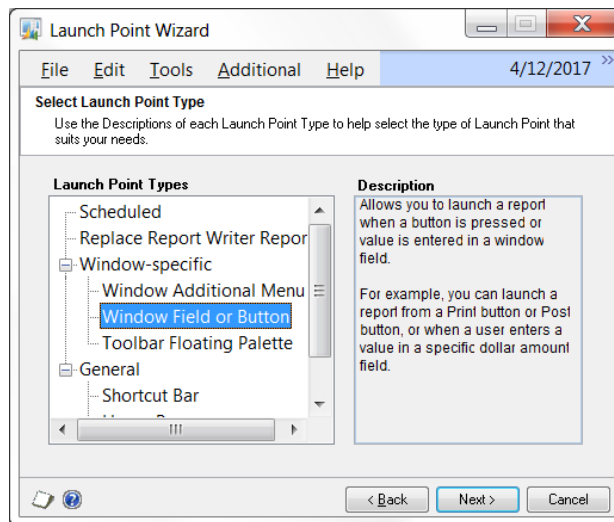 Launch Point Wizard
File Edit Tools Additional Help 4/12/2017 »
Select Launch Point Type
Use the Descriptions of each Launch Point Type to help select the type of Launch Point that
suits your needs.
Launch Point Types
Scheduled
Replace Report Writer Repor
Window-specific
Window Additional Menu
Window Field or Button
Toolbar Floating Palette
General
Shortcut Bar
Description
Allows you to launch a report
when a button is pressed or
value is entered in a window
field.
For example, you can launch a
report from a Print button or Post
button, or when a user enters a
value in a specific dollar amount
field.
< Back Next > Cancel